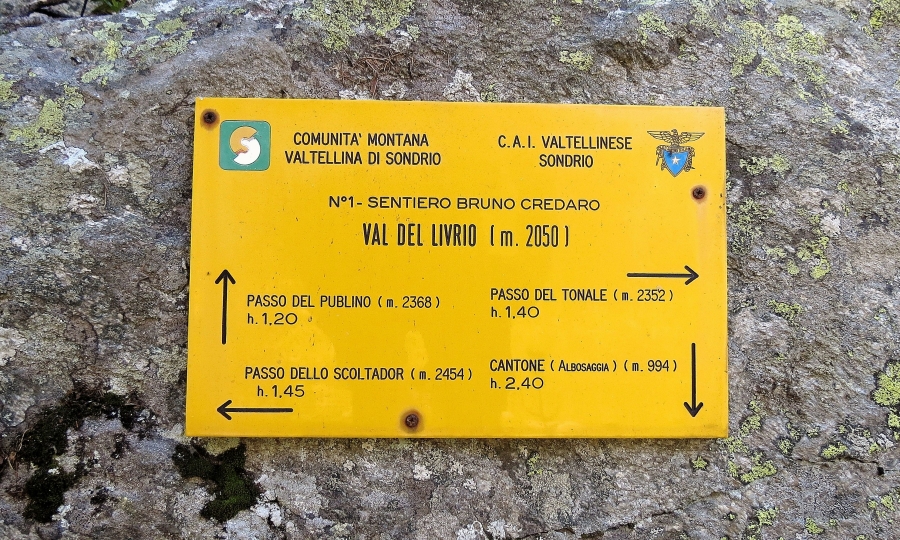 COMUNITA' MONTANA
VALTELLINA DI SONDRIO
C.A.I. VALTELLINESE
SONDRIO
N°1- SENTIERO BRUNO CREDARO
VAL DEL LIVRIO (m. 2050)
PASSO DEL PUBLINO (m. 2368)
h. 1,20
PASSO DEL TONALE (m. 2352)
h. 1,40
PASSO DELLO SCOLTADOR (m. 2454)
h. 1.45
CANTONE (ALBOSAGGIA) (m. 994)
h. 2,40